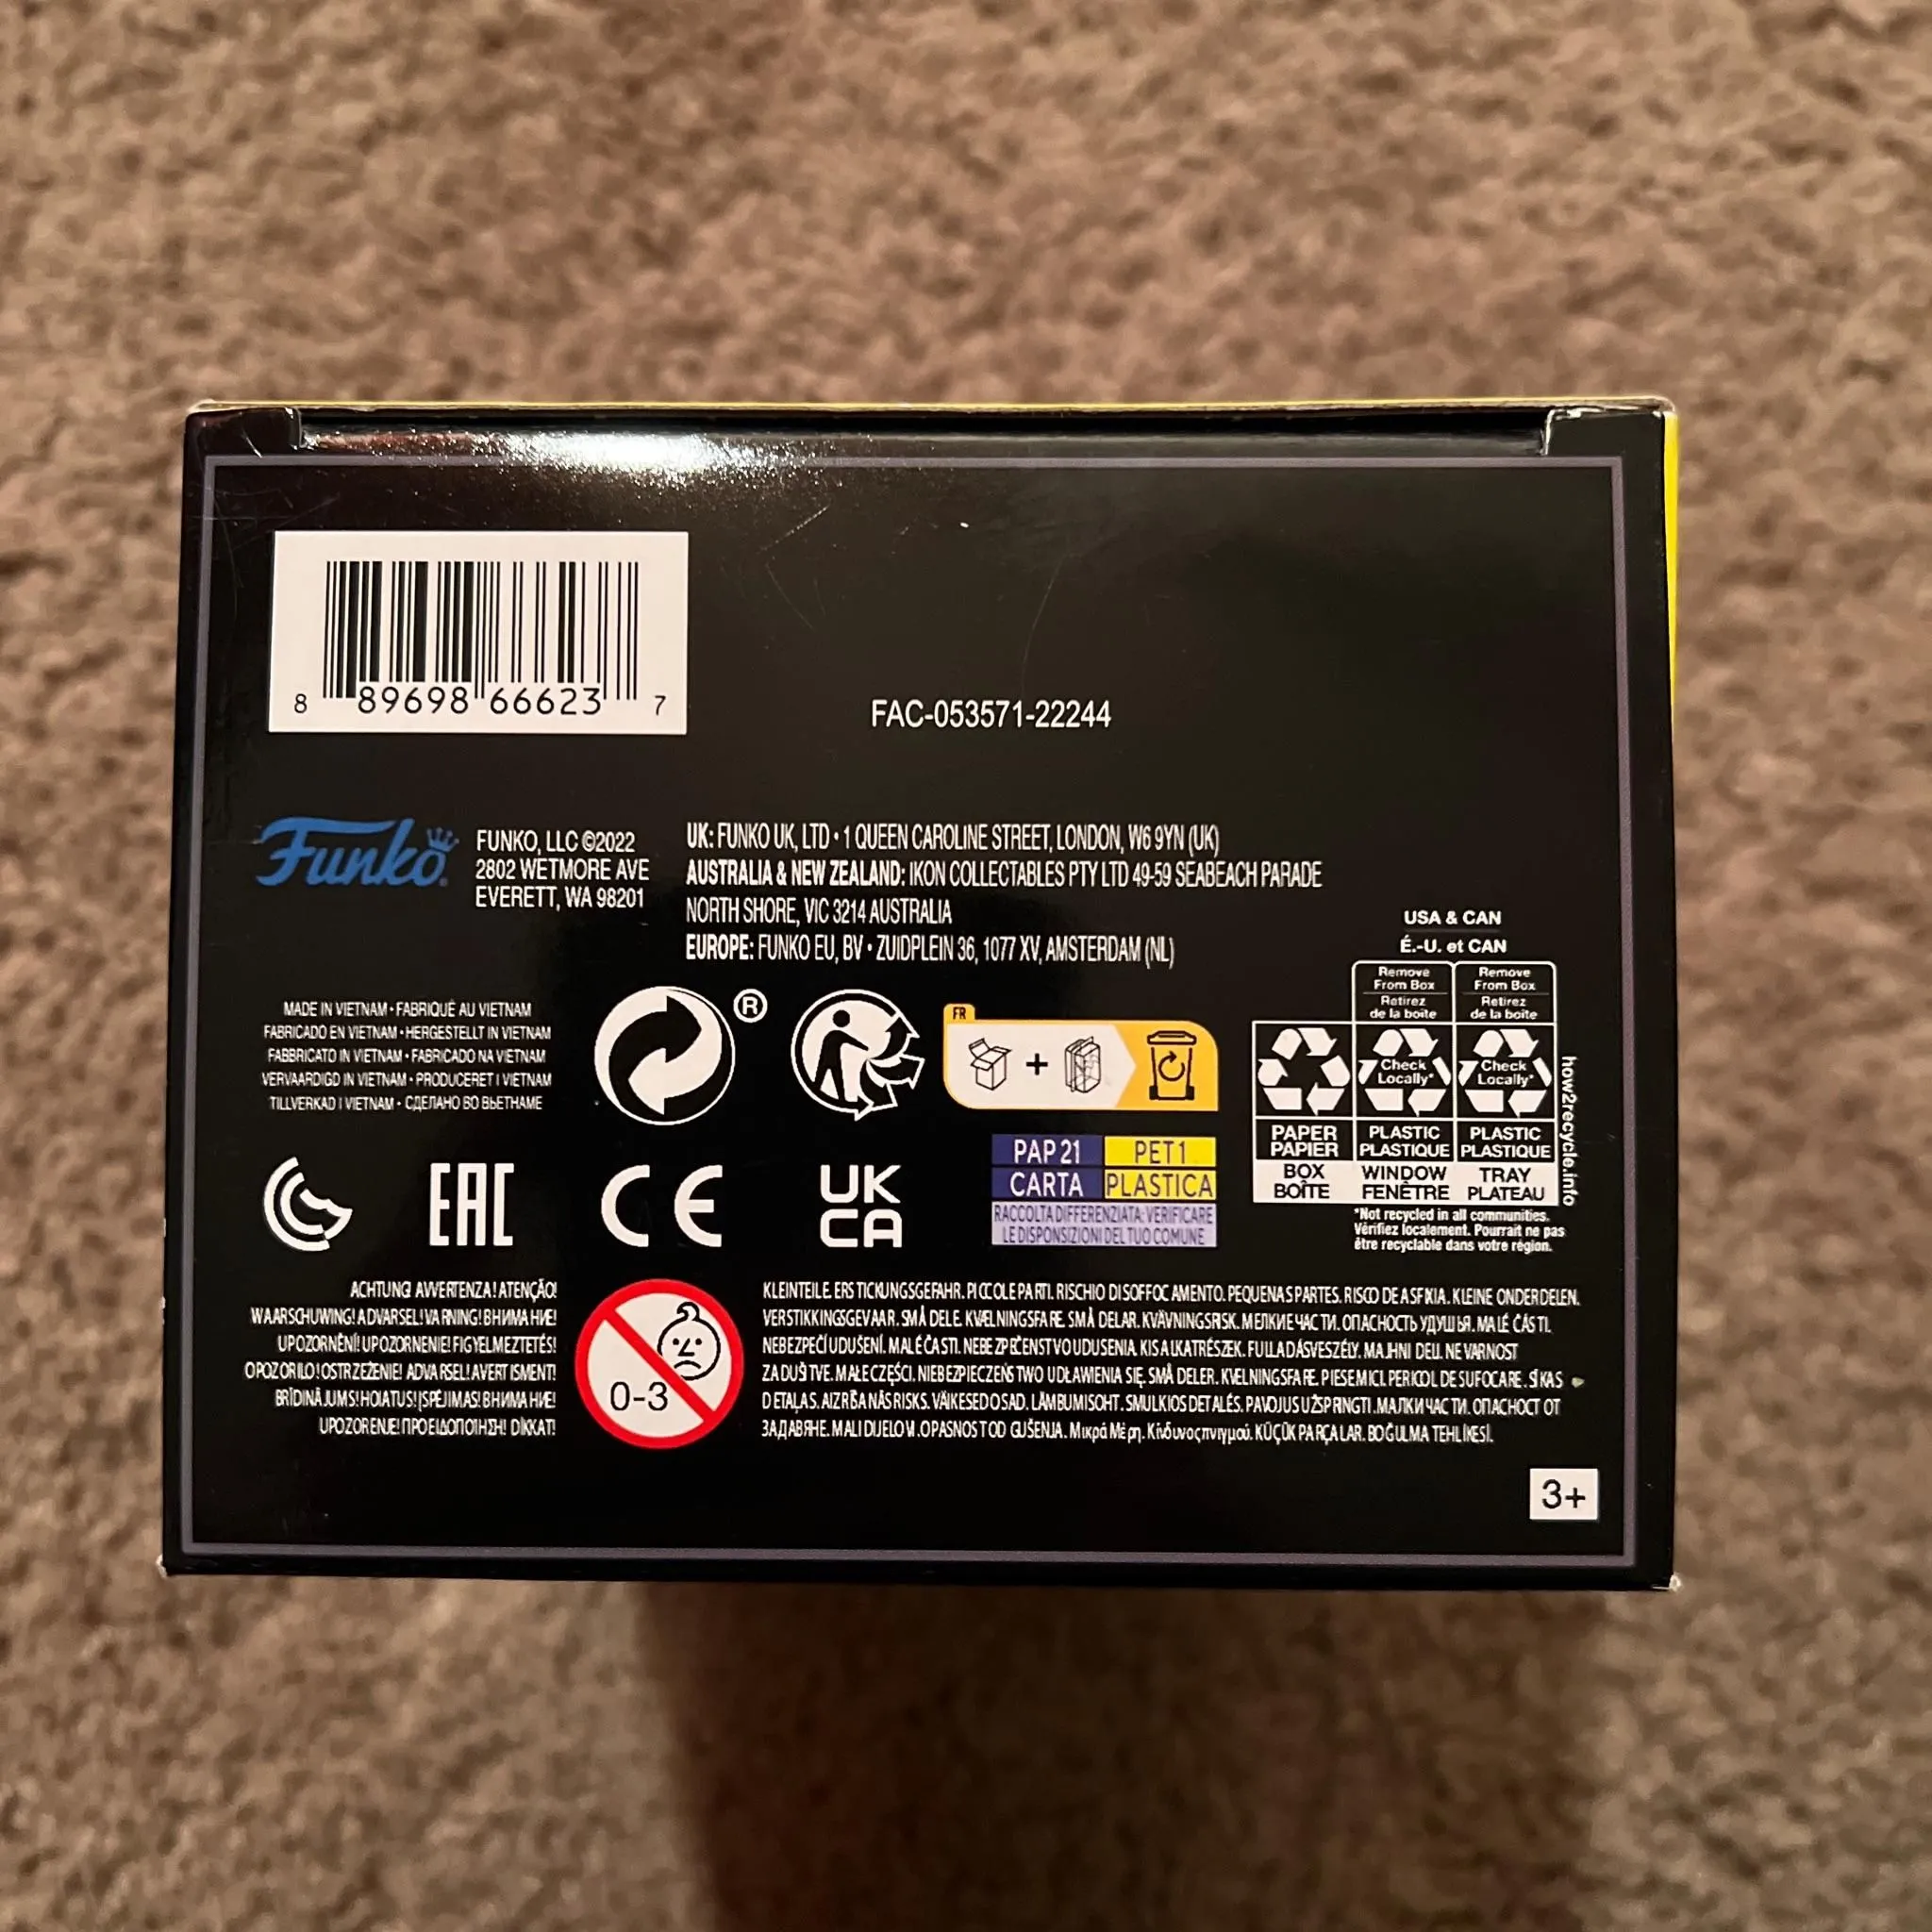 8 89698 66623 7
FAC-053571-22244
Funko
FUNKO, LLC ©2022
2802 WETMORE AVE
EVERETT, WA 98201
UK: FUNKO UK, LTD • 1 QUEEN CAROLINE STREET, LONDON, W6 9YN (UK)
AUSTRALIA & NEW ZEALAND: IKON COLLECTABLES PTY LTD 49-59 SEABEACH PARADE
NORTH SHORE, VIC 3214 AUSTRALIA
EUROPE: FUNKO EU, BV • ZUIDPLEIN 36, 1077 XV, AMSTERDAM (NL)
MADE IN VIETNAM • FABRIQUÉ AU VIETNAM
FABRICADO EN VIETNAM • HERGESTELLT IN VIETNAM
FABBRICATO IN VIETNAM • FABRICADO NA VIETNAM
VERVAARDIGD IN VIETNAM • PRODUCERET I VIETNAM
TILLVERKAD I VIETNAM • СДЕЛАНО ВО ВЬЕТНАМЕ
®
FR
+
USA & CAN
É.-U. et CAN
Remove
From Box
Retirez
de la boîte
Remove
From Box
Retirez
de la boîte
Check
Locally*
Check
Locally*
PAPER
PAPIER
PLASTIC
PLASTIQUE
PLASTIC
PLASTIQUE
BOX
BOÎTE
WINDOW
FENÊTRE
TRAY
PLATEAU
how2recycle.info
*Not recycled in all communities.
Vérifiez localement. Pourrait ne pas
être recyclable dans votre région.
EAC
CE
UK
CA
PAP 21
PET 1
CARTA
PLASTICA
RACCOLTA DIFFERENZIATA: VERIFICARE
LE DISPOSIZIONI DEL TUO COMUNE
ACHTUNG! AVVERTENZA! ATENÇÃO!
WAARSCHUWING! ADVARSEL! VARNING! ВНИМАНИЕ!
UPOZORNĚNÍ! UPOZORNENIE! FIGYELMEZTETÉS!
OPOZORILO! OSTRZEŻENIE! ADVARSEL! AVERTISMENT!
BRĪDINĀJUMS! HOIATUS! ĮSPĖJIMAS! ВНИМАНИЕ!
UPOZORENJE! ΠΡΟΕΙΔΟΠΟΙΗΣΗ! DİKKAT!
0-3
KLEINTEILE. ERSTICKUNGSGEFAHR. PICCOLE PARTI. RISCHIO DI SOFFOCAMENTO. PEQUENAS PARTES. RISCO DE ASFIXIA. KLEINE ONDERDELEN.
VERSTIKKINGSGEVAAR. SMÅ DELE. KVÆLNINGSFARE. SMÅ DELAR. KVÄVNINGSRISK. МЕЛКИЕ ЧАСТИ. ОПАСНОСТЬ УДУШЬЯ. MALÉ ČÁSTI.
NEBEZPEČÍ UDUŠENÍ. MALÉ ČASTI. NEBEZPEČENSTVO UDUSENIA. KIS ALKATRÉSZEK. FULLADÁSVESZÉLY. MAJHNI DELI. NEVARNOST
ZADUŠITVE. MAŁE CZĘŚCI. NIEBEZPIECZEŃSTWO UDŁAWIENIA SIĘ. SMÅ DELER. KVELNINGSFARE. PIESE MICI. PERICOL DE SUFOCARE. SĪKAS
DETAĻAS. AIZRĪŠANĀS RISKS. VÄIKESED OSAD. LÄMBUMISOHT. SMULKIOS DETALĖS. PAVOJUS UŽSPRINGTI. МАЛКИ ЧАСТИ. ОПАСНОСТ ОТ
ЗАДАВЯНЕ. MALI DIJELOVI. OPASNOST OD GUŠENJA. Μικρά Μέρη. Κίνδυνος πνιγμού. KÜÇÜK PARÇALAR. BOĞULMA TEHLİKESİ.
3+